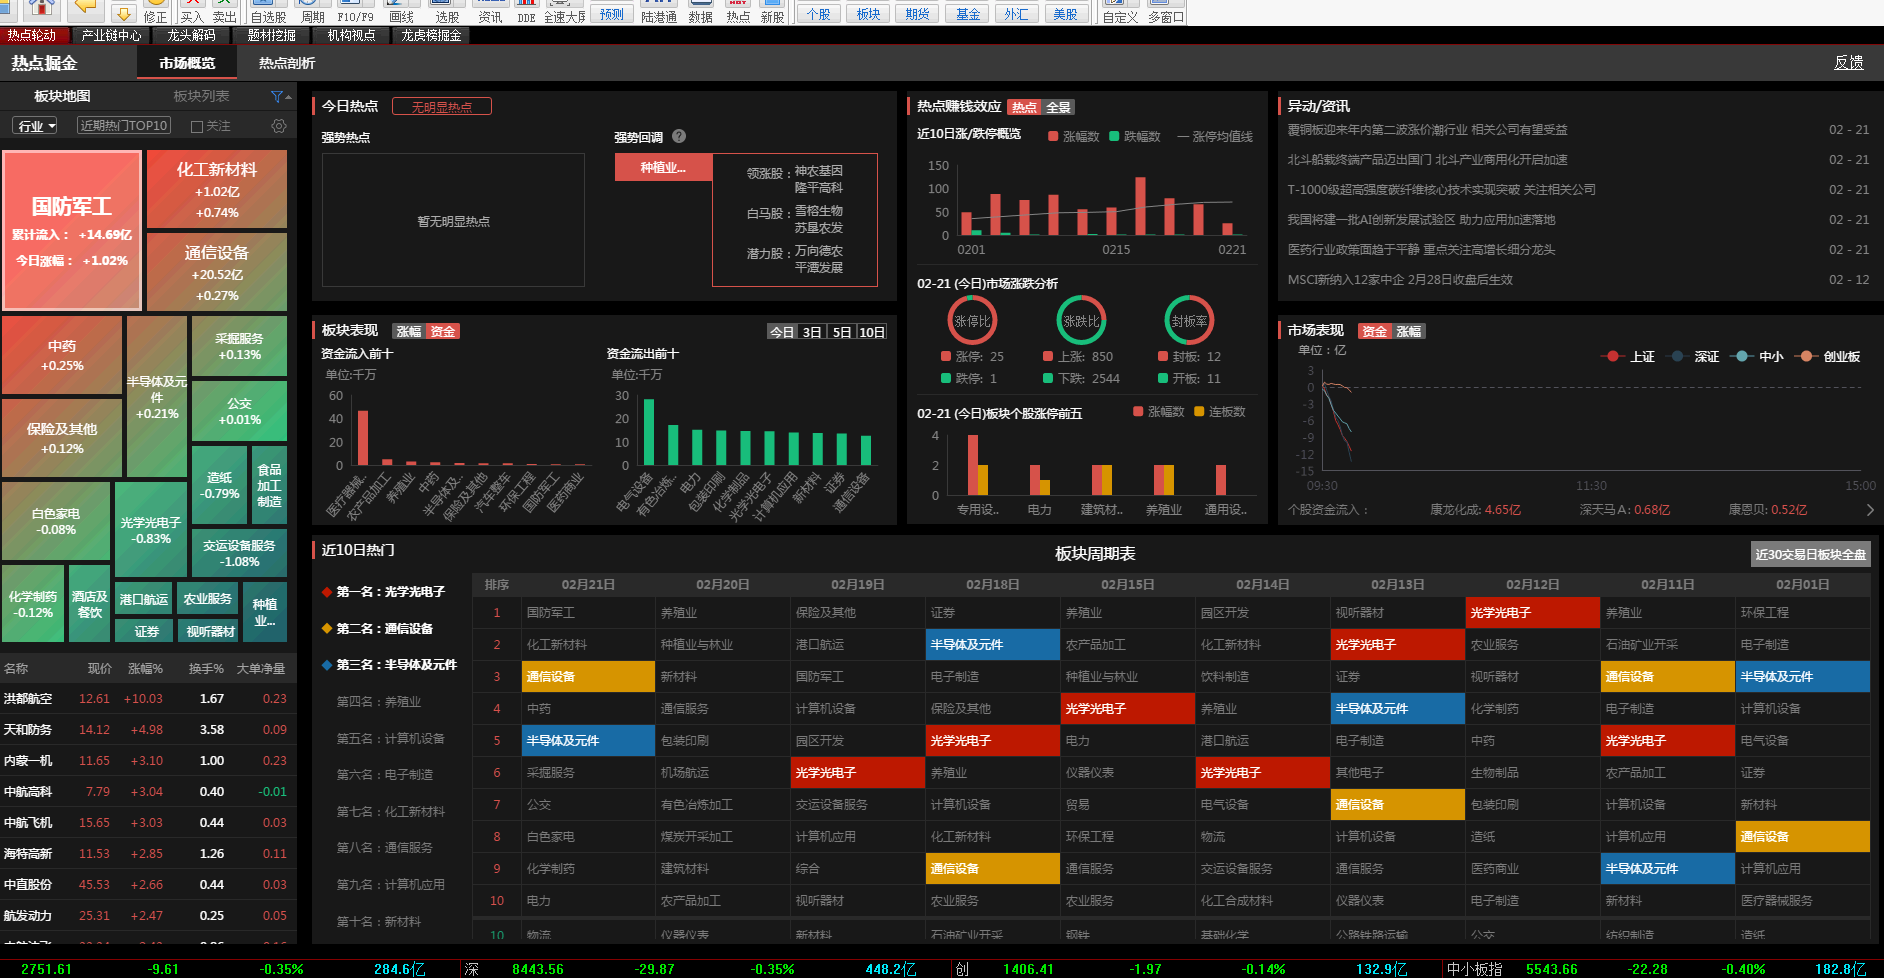 修正 买入 卖出 自选股 周期 F10/F9 画线 选股 资讯 DDE 全速大屏 预测 陆港通 数据 热点 新股 个股 板块 期货 基金 外汇 美股 自定义 多窗口
热点轮动 产业链中心 龙头解码 题材挖掘 机构视点 龙虎榜掘金
热点掘金 市场概览 热点剖析 反馈
板块地图 板块列表
行业 近期热门TOP10 关注
国防军工
累计流入： +14.69亿
今日涨幅： +1.02%
化工新材料
+1.02亿
+0.74%
通信设备
+20.52亿
+0.27%
中药
+0.25%
半导体及元件
+0.21%
采掘服务
+0.13%
公交
+0.01%
保险及其他
+0.12%
造纸
-0.79%
食品加工制造
白色家电
-0.08%
光学光电子
-0.83%
交运设备服务
-1.08%
化学制药
-0.12%
酒店及餐饮
港口航运
农业服务
种植业...
证券
视听器材
名称 现价 涨幅% 换手% 大单净量
洪都航空 12.61 +10.03 1.67 0.23
天和防务 14.12 +4.98 3.58 0.09
内蒙一机 11.65 +3.10 1.00 0.23
中航高科 7.79 +3.04 0.40 -0.01
中航飞机 15.65 +3.03 0.44 0.03
海特高新 11.53 +2.85 1.26 0.11
中直股份 45.53 +2.66 0.44 0.03
航发动力 25.31 +2.47 0.25 0.05
今日热点 无明显热点
强势热点
暂无明显热点
强势回调 ?
种植业...
领涨股：神农基因
隆平高科
白马股：雪榕生物
苏垦农发
潜力股：万向德农
平潭发展
板块表现 涨幅 资金 今日 3日 5日 10日
资金流入前十
单位:千万
60
40
20
0
医疗器械.. 农产品加工 养殖业 中药 半导体及.. 保险及其他 汽车整车 环保工程 国防军工 医药商业
资金流出前十
单位:千万
30
20
10
0
电气设备 有色冶炼.. 电力 包装印刷 化学制品 光学光电子 计算机应用 新材料 证券 通信设备
热点赚钱效应 热点 全景
近10日涨/跌停概览 涨幅数 跌幅数 涨停均值线
150
100
50
0
0201 0215 0221
02-21 (今日)市场涨跌分析
涨停比 涨跌比 封板率
涨停: 25 上涨: 850 封板: 12
跌停: 1 下跌: 2544 开板: 11
02-21 (今日)板块个股涨停前五 涨幅数 连板数
4
2
0
专用设.. 电力 建筑材.. 养殖业 通用设..
异动/资讯
覆铜板迎来年内第二波涨价潮行业 相关公司有望受益 02 - 21
北斗船载终端产品迈出国门 北斗产业商用化开启加速 02 - 21
T-1000级超高强度碳纤维核心技术实现突破 关注相关公司 02 - 21
我国将建一批AI创新发展试验区 助力应用加速落地 02 - 21
医药行业政策面趋于平静 重点关注高增长细分龙头 02 - 21
MSCI新纳入12家中企 2月28日收盘后生效 02 - 12
市场表现 资金 涨幅
单位：亿 上证 深证 中小 创业板
3
0
-3
-6
-9
-12
-15
09:30 11:30 15:00
个股资金流入： 康龙化成: 4.65亿 深天马Ａ: 0.68亿 康恩贝: 0.52亿
近10日热门
第一名：光学光电子
第二名：通信设备
第三名：半导体及元件
第四名：养殖业
第五名：计算机设备
第六名：电子制造
第七名：化工新材料
第八名：通信服务
第九名：计算机应用
第十名：新材料
板块周期表 近30交易日板块全盘
排序 02月21日 02月20日 02月19日 02月18日 02月15日 02月14日 02月13日 02月12日 02月11日 02月01日
1 国防军工 养殖业 保险及其他 证券 养殖业 园区开发 视听器材 光学光电子 养殖业 环保工程
2 化工新材料 种植业与林业 港口航运 半导体及元件 农产品加工 化工新材料 光学光电子 农业服务 石油矿业开采 电子制造
3 通信设备 新材料 国防军工 电子制造 种植业与林业 饮料制造 证券 视听器材 通信设备 半导体及元件
4 中药 通信服务 计算机设备 保险及其他 光学光电子 养殖业 半导体及元件 化学制药 电子制造 计算机设备
5 半导体及元件 包装印刷 园区开发 光学光电子 电力 港口航运 电子制造 中药 光学光电子 电气设备
6 采掘服务 机场航运 光学光电子 养殖业 仪器仪表 光学光电子 其他电子 生物制品 农产品加工 证券
7 公交 有色冶炼加工 交运设备服务 计算机设备 贸易 电气设备 通信设备 包装印刷 计算机设备 新材料
8 白色家电 煤炭开采加工 计算机应用 化工新材料 环保工程 物流 计算机设备 造纸 计算机应用 通信设备
9 化学制药 建筑材料 综合 通信设备 通信服务 交运设备服务 通信服务 医药商业 半导体及元件 计算机应用
10 电力 农产品加工 视听器材 农业服务 农业服务 化工合成材料 仪器仪表 电子制造 新材料 医疗器械服务
10 物流 仪器仪表 新材料 石油矿业开采 钢铁 基础化学 公路铁路运输 公交 纺织制造 造纸
2751.61 -9.61 -0.35% 284.6亿 深 8443.56 -29.87 -0.35% 448.2亿 创 1406.41 -1.97 -0.14% 132.9亿 中小板指 5543.66 -22.28 -0.40% 182.8亿